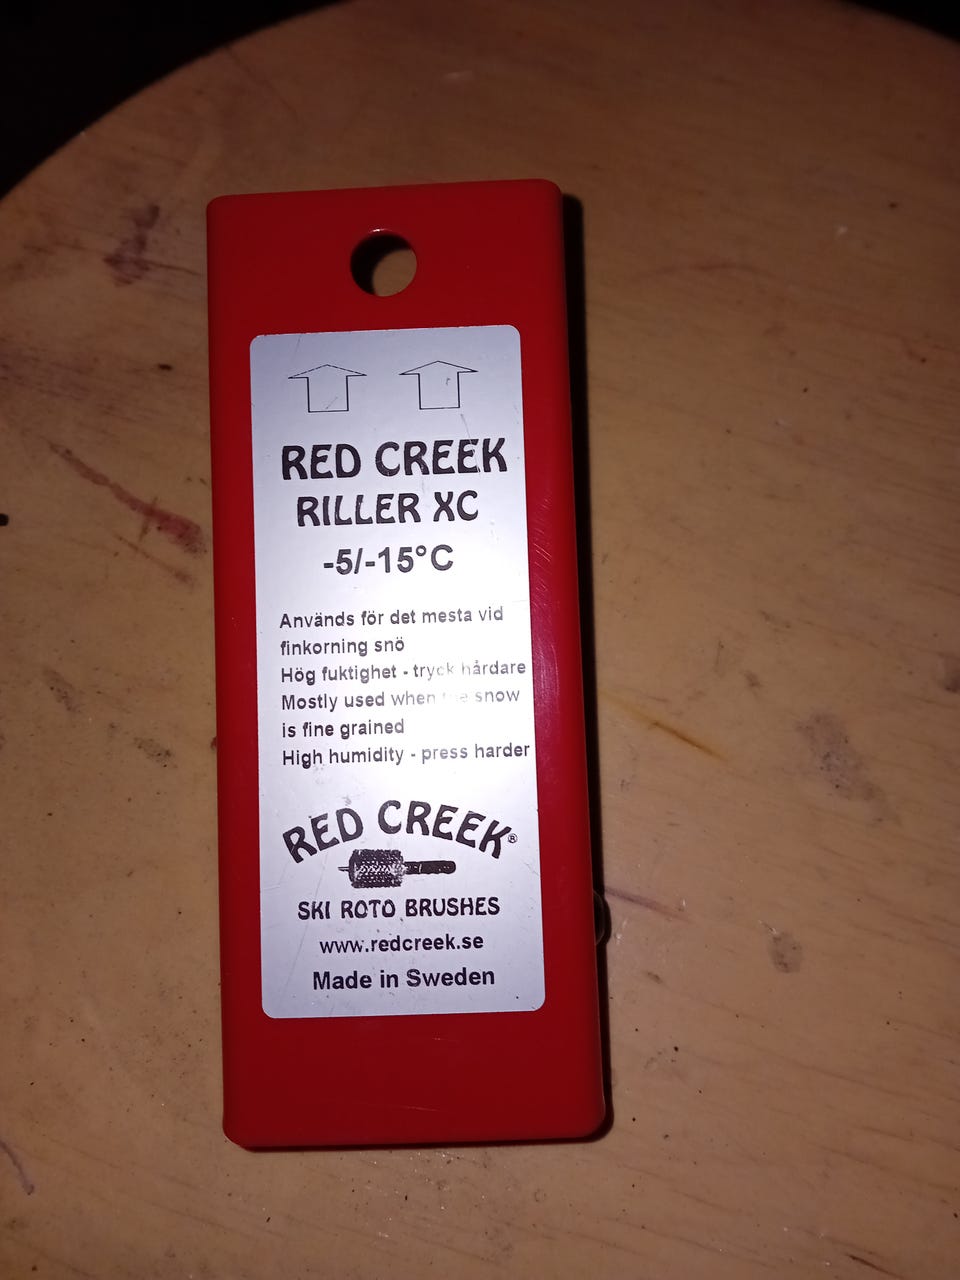 RED CREEK
RILLER XC
-5/-15°C
Används för det mesta vid
finkorning snö
Hög fuktighet - tryck hårdare
Mostly used when the snow
is fine grained
High humidity - press harder
RED CREEK®
SKI ROTO BRUSHES
www.redcreek.se
Made in Sweden